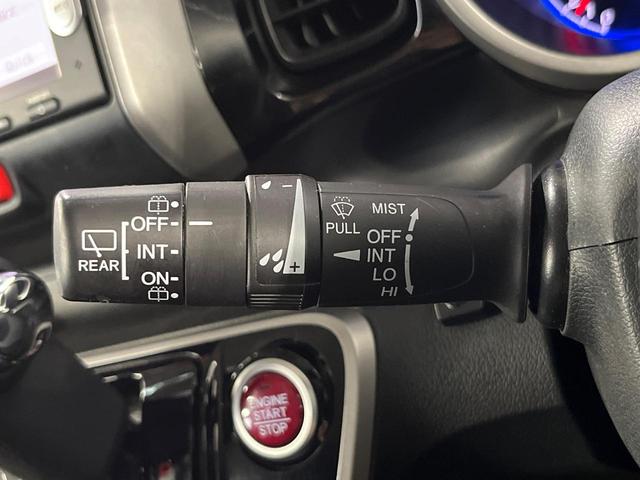 OFF
REAR
INT
ON
−
+
PULL
MIST
OFF
INT
LO
HI
ENGINE
START
STOP